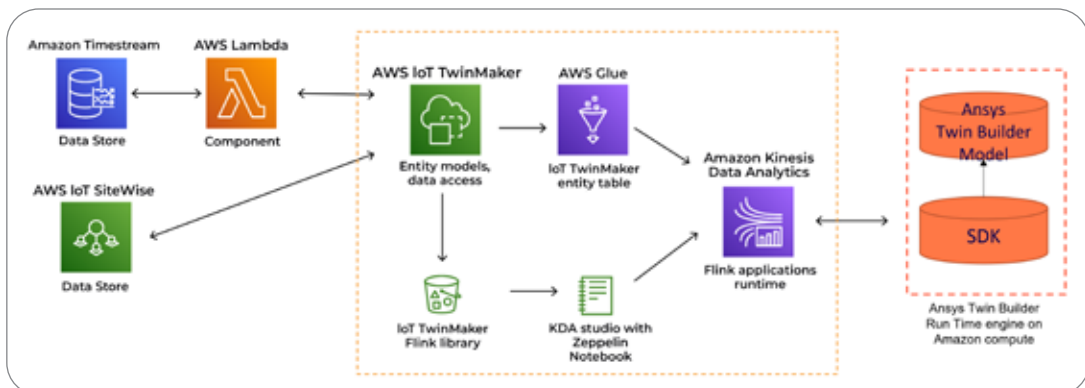 Amazon Timestream
Data Store
AWS Lambda
Component
AWS IoT SiteWise
Data Store
AWS IoT TwinMaker
Entity models,
data access
AWS Glue
IoT TwinMaker
entity table
IoT TwinMaker
Flink library
KDA studio with
Zeppelin
Notebook
Amazon Kinesis
Data Analytics
Flink applications
runtime
Ansys
Twin Builder
Model
SDK
Ansys Twin Builder
Run Time engine on
Amazon compute